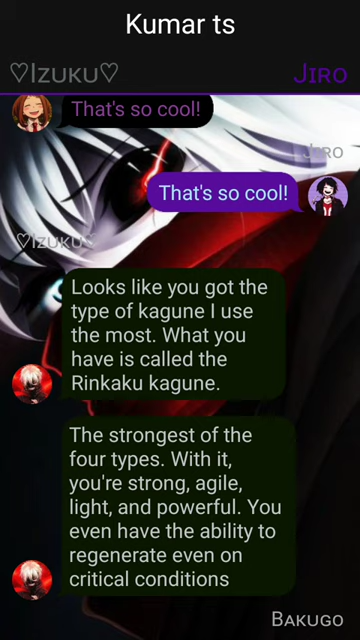 Kumar ts
♡Izuku♡
Jiro
That's so cool!
Jiro
That's so cool!
♡Izuku♡
Looks like you got the
type of kagune I use
the most. What you
have is called the
Rinkaku kagune.
The strongest of the
four types. With it,
you're strong, agile,
light, and powerful. You
even have the ability to
regenerate even on
critical conditions
Bakugo